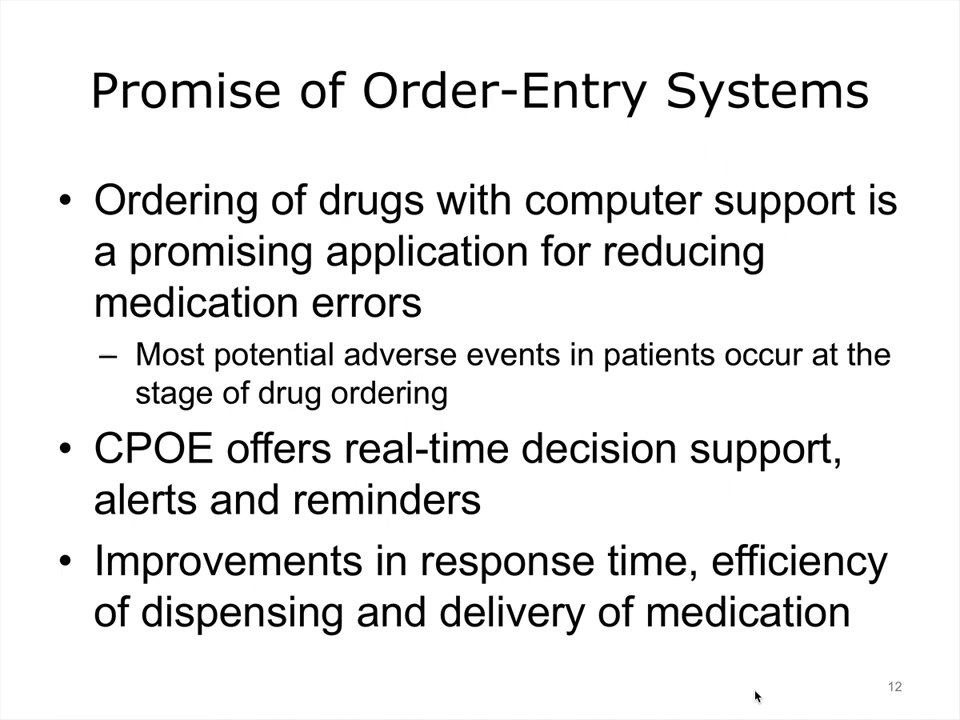 Promise of Order-Entry Systems
• Ordering of drugs with computer support is
a promising application for reducing
medication errors
– Most potential adverse events in patients occur at the
stage of drug ordering
• CPOE offers real-time decision support,
alerts and reminders
• Improvements in response time, efficiency
of dispensing and delivery of medication
12